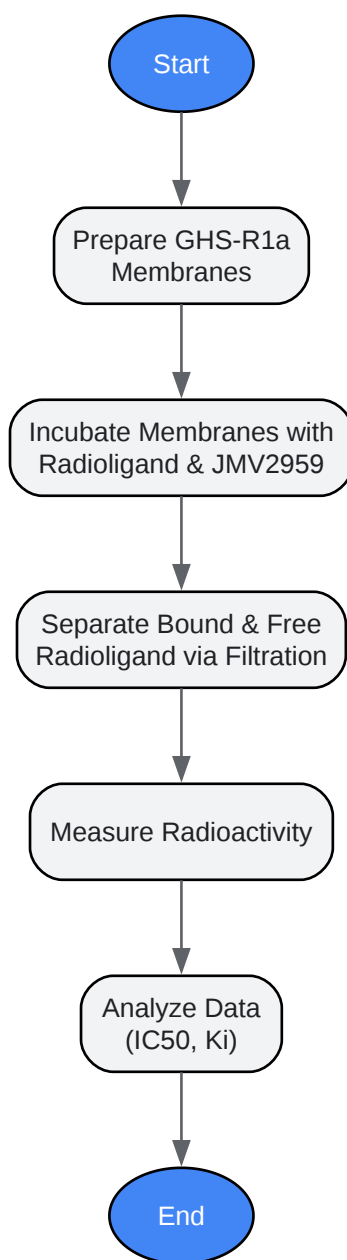 Start
Prepare GHS-R1a
Membranes
Incubate Membranes with
Radioligand & JMV2959
Separate Bound & Free
Radioligand via Filtration
Measure Radioactivity
Analyze Data
(IC50, Ki)
End